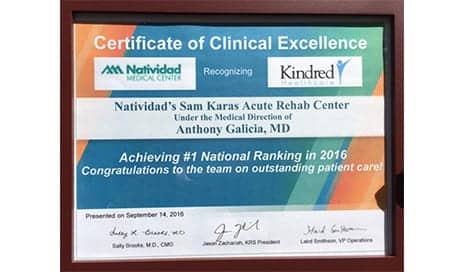 Certificate of Clinical Excellence
Natividad
MEDICAL CENTER
Recognizing
Kindred
Healthcare
Natividad's Sam Karas Acute Rehab Center
Under the Medical Direction of
Anthony Galicia, MD
Achieving #1 National Ranking in 2016
Congratulations to the team on outstanding patient care!
Presented on September 14, 2016
Sally Brooks, M.D., CMO
Jason Zachariah, KRS President
Laird Smithson, VP Operations